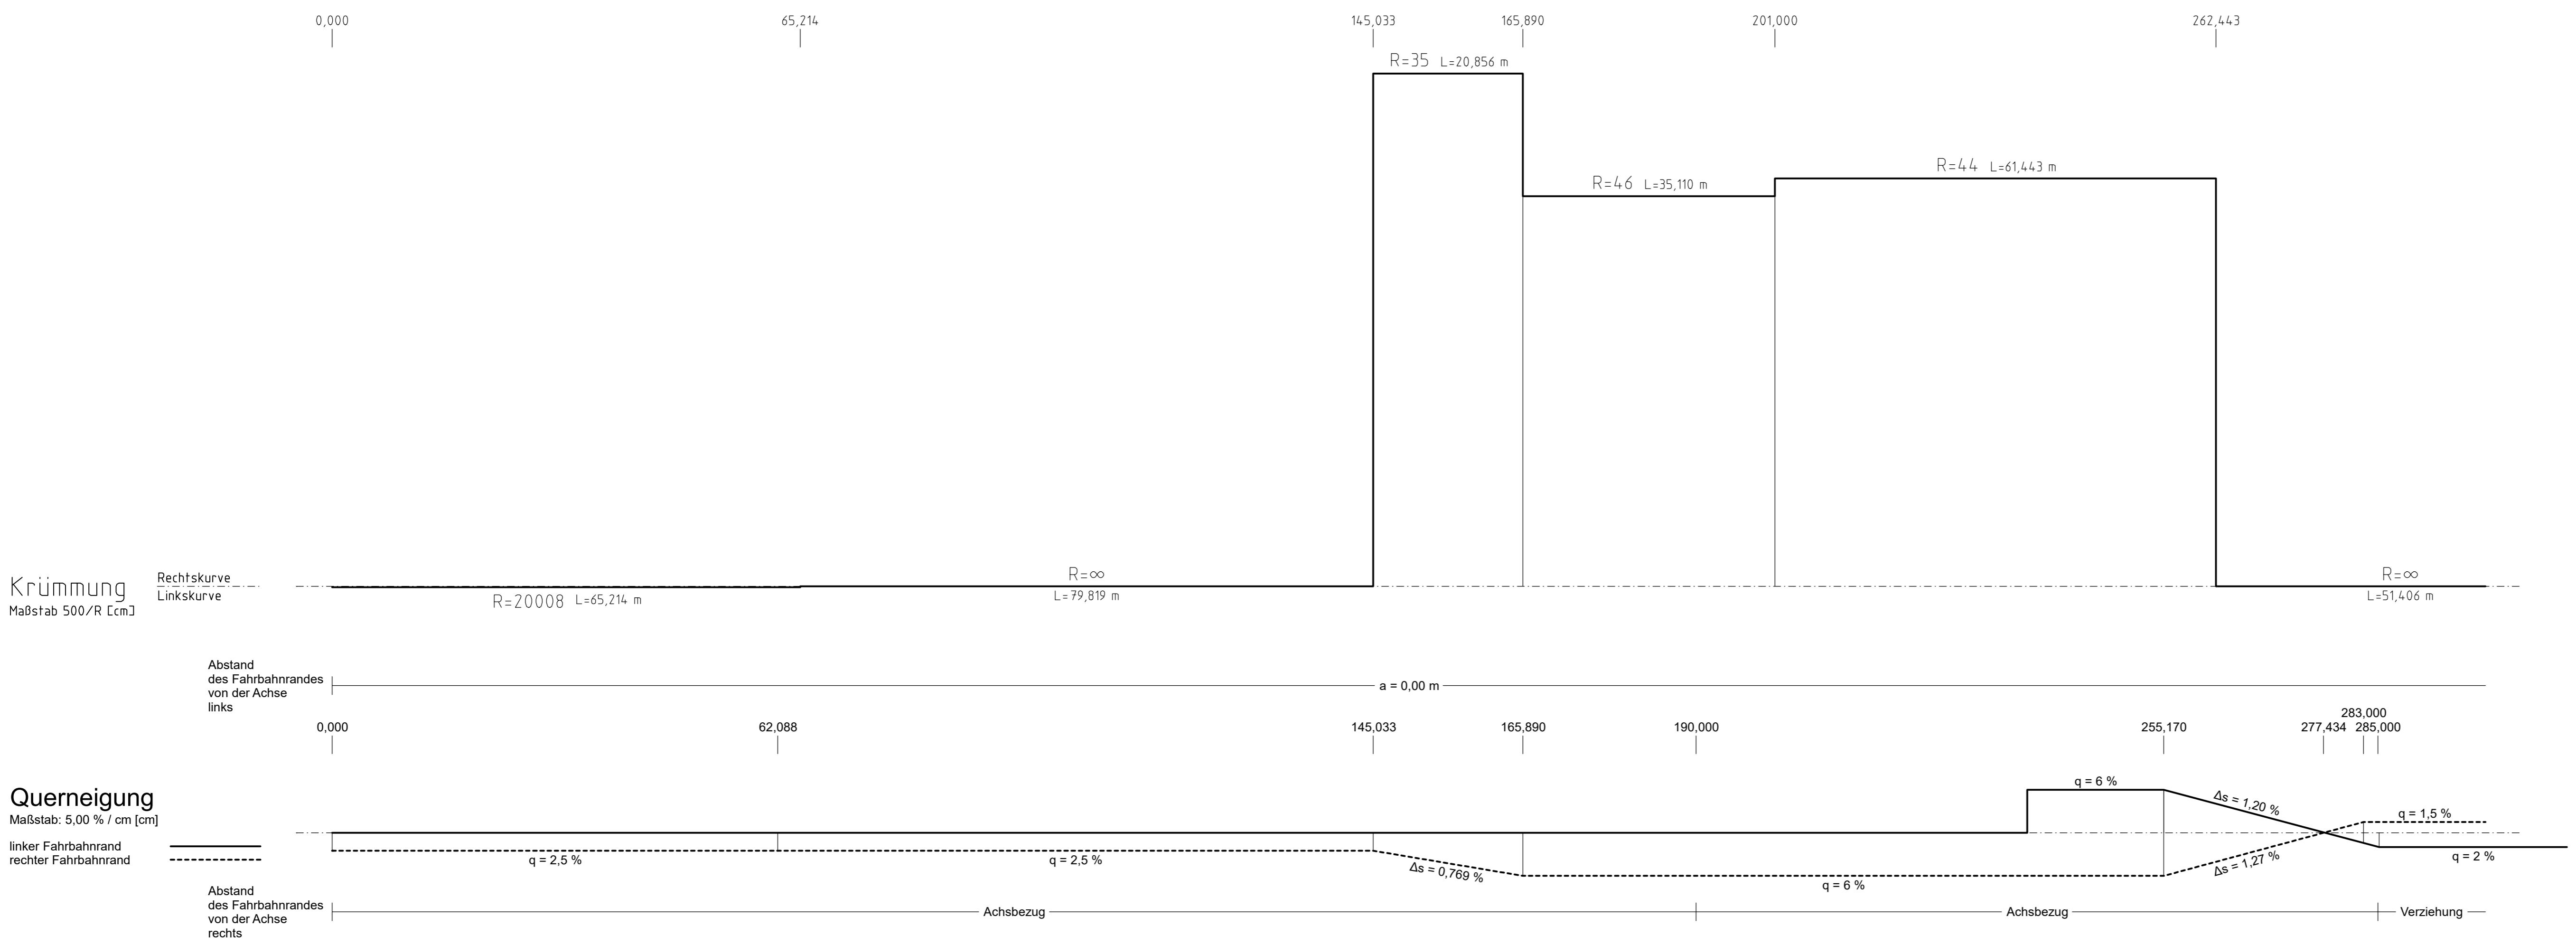 0,000 65,214 145,033 165,890 201,000 262,443
R=35 L=20,856 m
R=44 L=61,443 m
R=46 L=35,110 m
Krümmung
Maßstab 500/R [cm]
Rechtskurve
Linkskurve
R=20008 L=65,214 m
R=∞
L=79,819 m
R=∞
L=51,406 m
Abstand
des Fahrbahnrandes
von der Achse
links
a = 0,00 m
283,000
0,000 62,088 145,033 165,890 190,000 255,170 277,434 285,000
Querneigung
Maßstab: 5,00 % / cm [cm]
linker Fahrbahnrand
rechter Fahrbahnrand
q = 6 %
Δs = 1,20 %
q = 1,5 %
q = 2,5 %
q = 2,5 %
Δs = 0,769 %
q = 6 %
Δs = 1,27 %
q = 2 %
Abstand
des Fahrbahnrandes
von der Achse
rechts
Achsbezug
Achsbezug
Verziehung